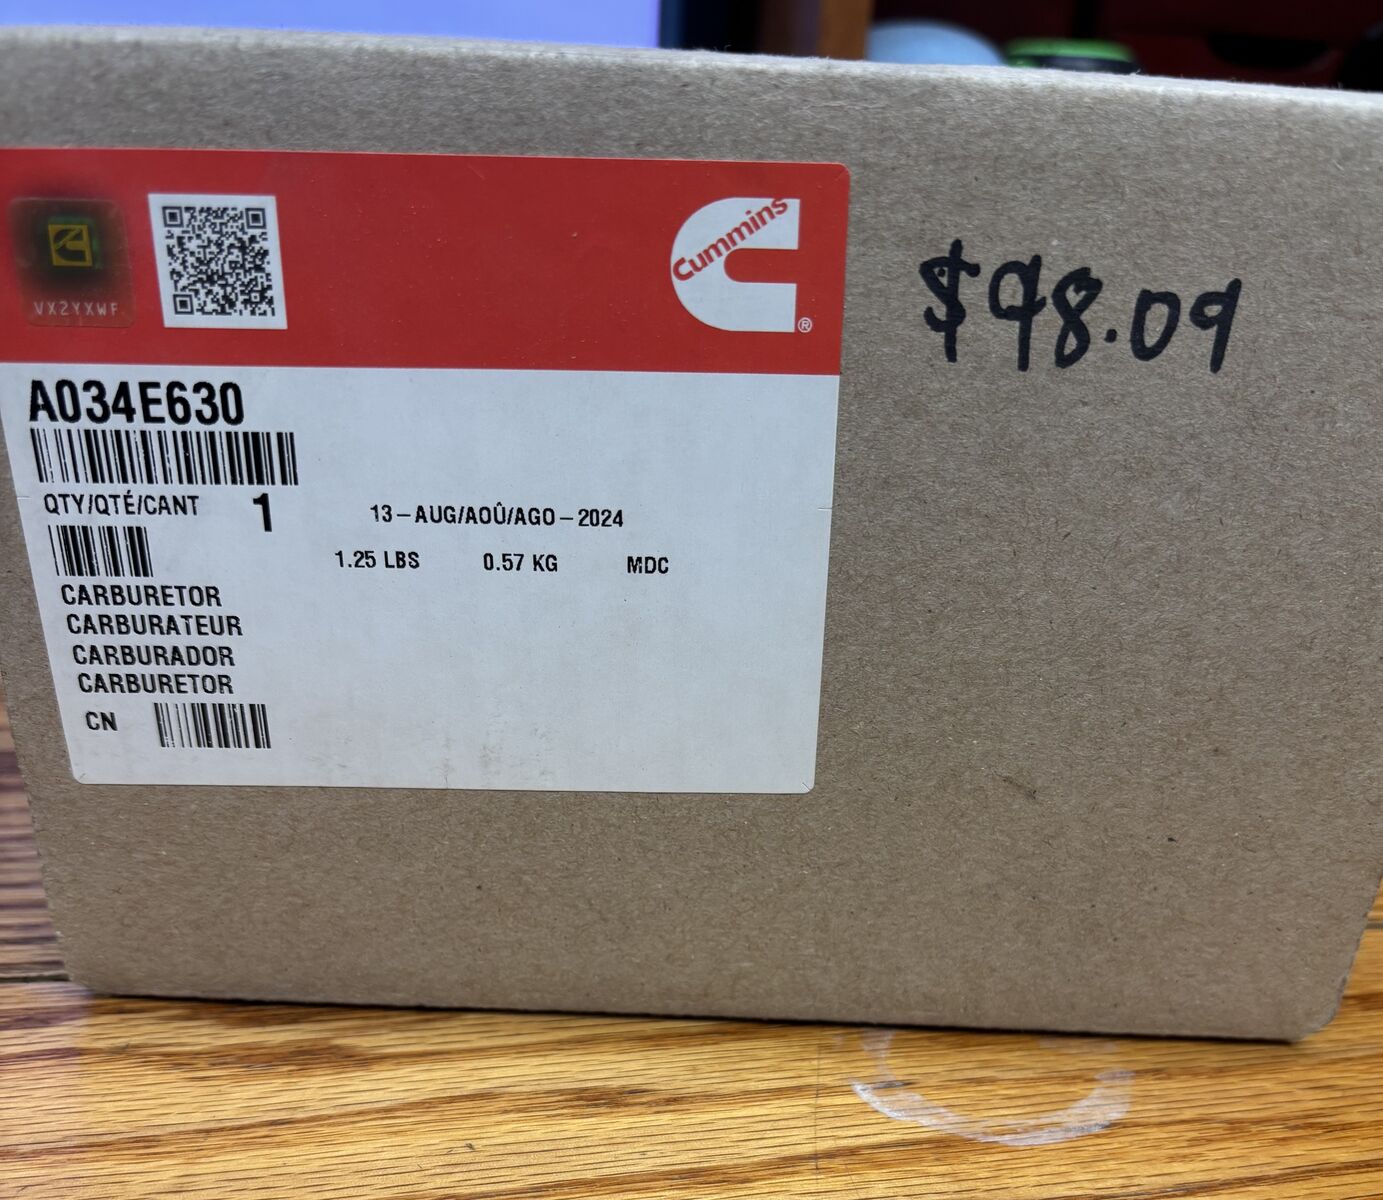 VX2YXWF
Cummins
®
$98.09
A034E630
QTY/QTÉ/CANT 1
13-AUG/AOÛ/AGO-2024
1.25 LBS 0.57 KG MDC
CARBURETOR
CARBURATEUR
CARBURADOR
CARBURETOR
CN